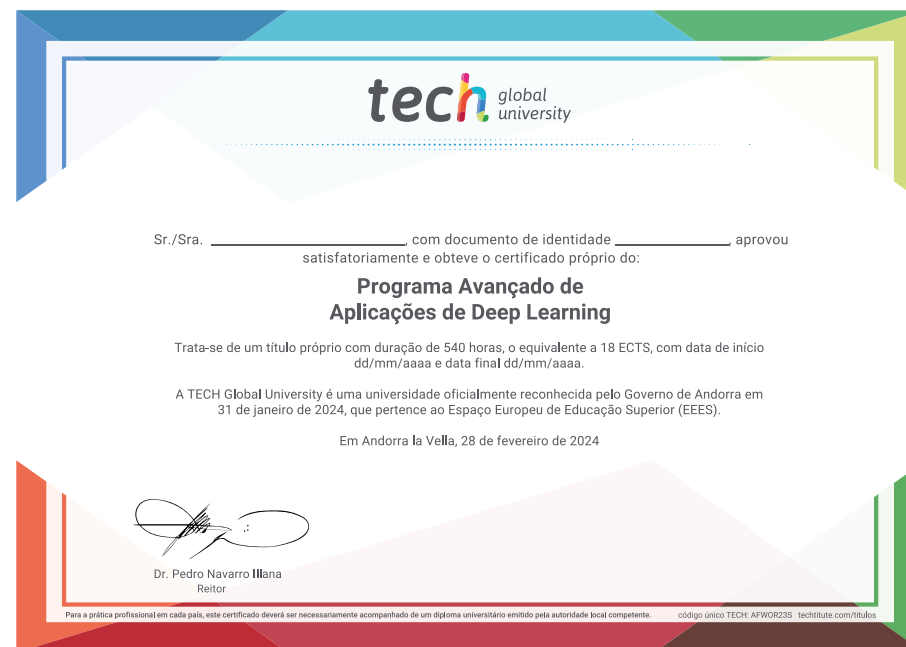 tech global
university
Sr./Sra. ____________________, com documento de identidade ____________, aprovou
satisfatoriamente e obteve o certificado próprio do:
Programa Avançado de
Aplicações de Deep Learning
Trata-se de um título próprio com duração de 540 horas, o equivalente a 18 ECTS, com data de início
dd/mm/aaaa e data final dd/mm/aaaa.
A TECH Global University é uma universidade oficialmente reconhecida pelo Governo de Andorra em
31 de janeiro de 2024, que pertence ao Espaço Europeu de Educação Superior (EEES).
Em Andorra la Vella, 28 de fevereiro de 2024
Dr. Pedro Navarro Illana
Reitor
Para a prática profissional em cada país, este certificado deverá ser necessariamente acompanhado de um diploma universitário emitido pela autoridade local competente. código único TECH: AFWOR23S techtitute.com/titulos